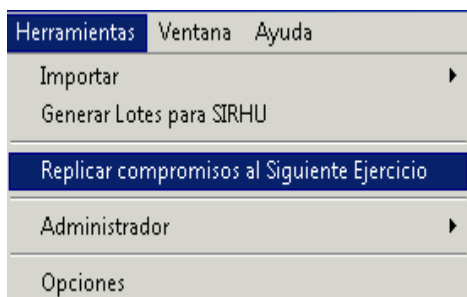 Herramientas Ventana Ayuda
Importar
Generar Lotes para SIRHU
Replicar compromisos al Siguiente Ejercicio
Administrador
Opciones